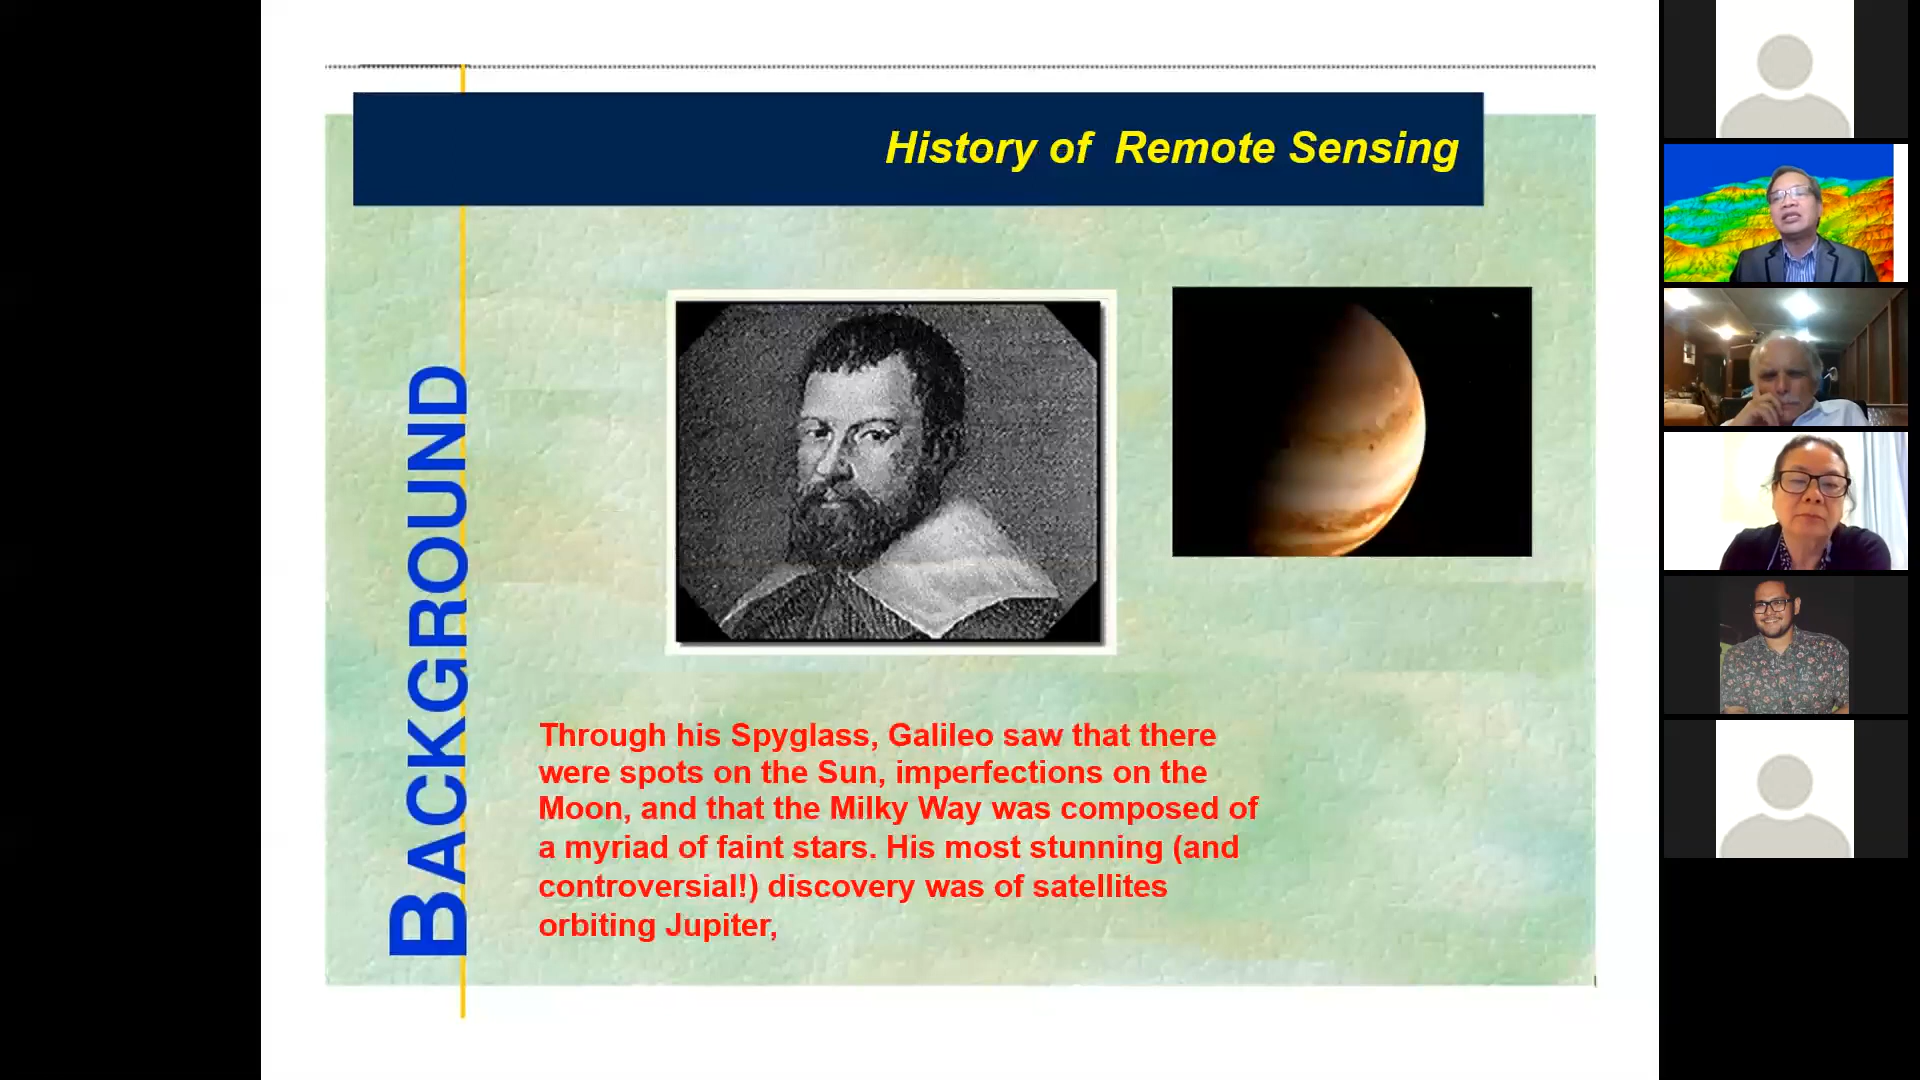 History of Remote Sensing
BACKGROUND
Through his Spyglass, Galileo saw that there
were spots on the Sun, imperfections on the
Moon, and that the Milky Way was composed of
a myriad of faint stars. His most stunning (and
controversial!) discovery was of satellites
orbiting Jupiter,